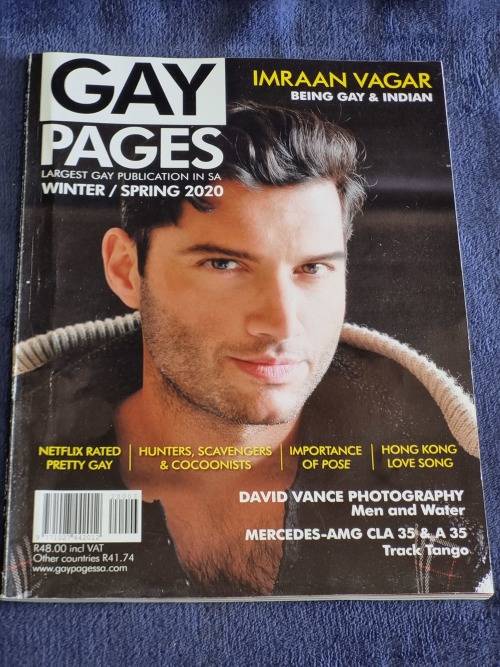 GAY
PAGES
LARGEST GAY PUBLICATION IN SA
WINTER / SPRING 2020
IMRAAN VAGAR
BEING GAY & INDIAN
NETFLIX RATED
PRETTY GAY
HUNTERS, SCAVENGERS
& COCOONISTS
IMPORTANCE
OF POSE
HONG KONG
LOVE SONG
DAVID VANCE PHOTOGRAPHY
Men and Water
MERCEDES-AMG CLA 35 & A 35
Track Tango
R48.00 incl VAT
Other countries R41.74
www.gaypagessa.com